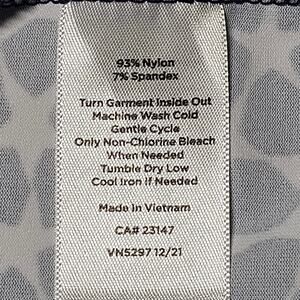 93% Nylon
7% Spandex
Turn Garment Inside Out
Machine Wash Cold
Gentle Cycle
Only Non-Chlorine Bleach
When Needed
Tumble Dry Low
Cool Iron If Needed
Made in Vietnam
CA# 23147
VN5297 12/21